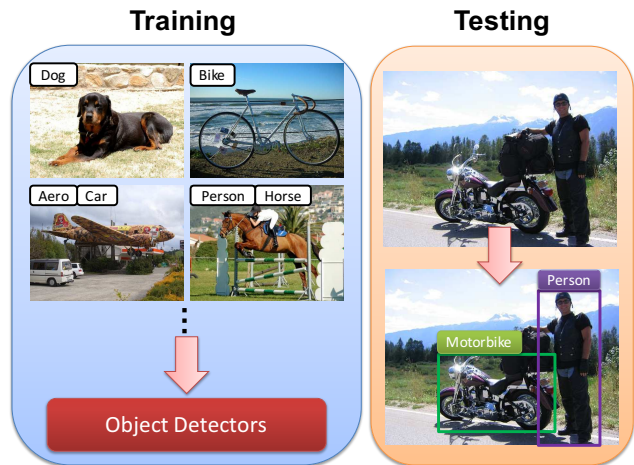 Training
Testing
Dog
Bike
Aero Car
Person Horse
Object Detectors
Person
Motorbike